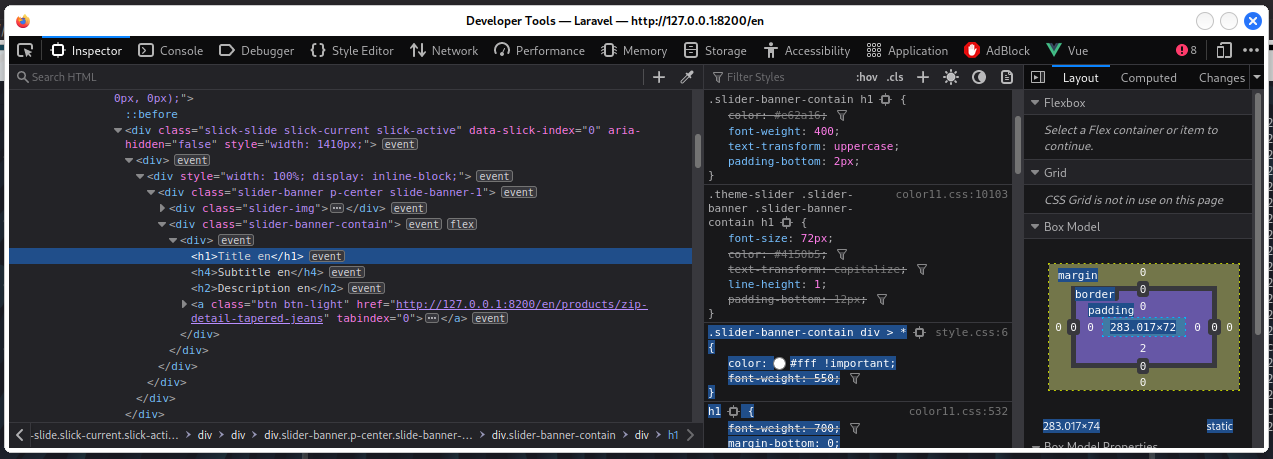 Developer Tools — Laravel — http://127.0.0.1:8200/en
Inspector Console Debugger Style Editor Network Performance Memory Storage Accessibility Application AdBlock Vue 8
Search HTML
0px, 0px);">
::before
<div class="slick-slide slick-current slick-active" data-slick-index="0" aria-
hidden="false" style="width: 1410px;"> event
<div> event
<div style="width: 100%; display: inline-block;"> event
<div class="slider-banner p-center slide-banner-1"> event
<div class="slider-img"> </div> event
<div class="slider-banner-contain"> event flex
<div> event
<h1>Title en</h1> event
<h4>Subtitle en</h4> event
<h2>Description en</h2> event
<a class="btn btn-light" href="http://127.0.0.1:8200/en/products/zip-
detail-tapered-jeans" tabindex="0"> </a> event
</div>
</div>
</div>
</div>
</div>
</div>
-slide.slick-current.slick-acti… div div div.slider-banner.p-center.slide-banner-… div.slider-banner-contain div h1
Filter Styles :hov .cls
.slider-banner-contain h1 {
color: #e62a16;
font-weight: 400;
text-transform: uppercase;
padding-bottom: 2px;
}
.theme-slider .slider- color11.css:10103
banner .slider-banner-
contain h1 {
font-size: 72px;
color: #4150b5;
text-transform: capitalize;
line-height: 1;
padding-bottom: 12px;
}
.slider-banner-contain div > * style.css:6
{
color: #fff !important;
font-weight: 550;
}
h1 { color11.css:532
font-weight: 700;
margin-bottom: 0;
Layout Computed Changes
Flexbox
Select a Flex container or item to
continue.
Grid
CSS Grid is not in use on this page
Box Model
margin 0
border 0
padding 0
0 0 0 283.017×72 0 0 0
2
0
0
283.017×74 static
Box Model Properties